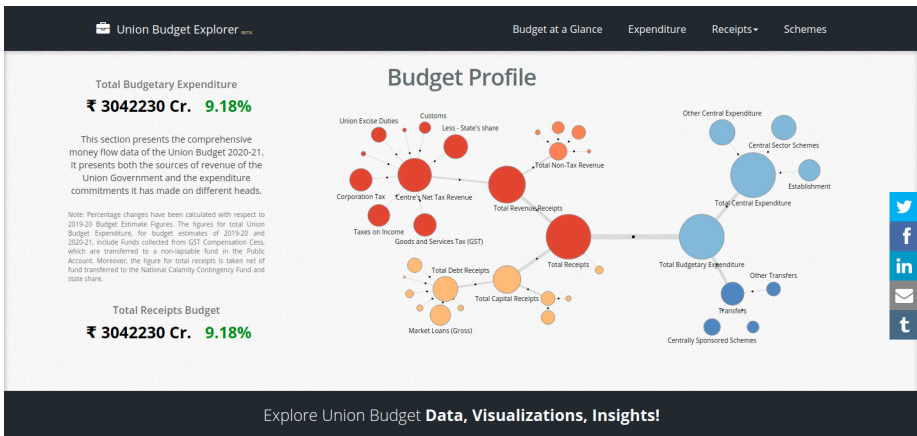 Union Budget Explorer BETA
Budget at a Glance
Expenditure
Receipts
Schemes
Total Budgetary Expenditure
₹ 3042230 Cr. 9.18%
This section presents the comprehensive
money flow data of the Union Budget 2020-21.
It presents both the sources of revenue of the
Union Government and the expenditure
commitments it has made on different heads.
Note: Percentage changes have been calculated with respect to
2019-20 Budget Estimate Figures. The figures for total Union
Budget Expenditure, for budget estimates of 2019-20 and
2020-21, include Funds collected from GST Compensation Cess,
which are transferred to a non-lapsable fund in the Public
Account. Moreover, the figure for total receipts is taken net of
fund transferred to the National Calamity Contingency Fund and
state share.
Total Receipts Budget
₹ 3042230 Cr. 9.18%
Budget Profile
Union Excise Duties
Customs
Less - State's share
Corporation Tax
Centre's Net Tax Revenue
Taxes on Income
Goods and Services Tax (GST)
Total Non-Tax Revenue
Total Revenue Receipts
Total Receipts
Total Debt Receipts
Total Capital Receipts
Market Loans (Gross)
Other Central Expenditure
Central Sector Schemes
Establishment
Total Central Expenditure
Total Budgetary Expenditure
Other Transfers
Transfers
Centrally Sponsored Schemes
f
in
t
Explore Union Budget Data, Visualizations, Insights!